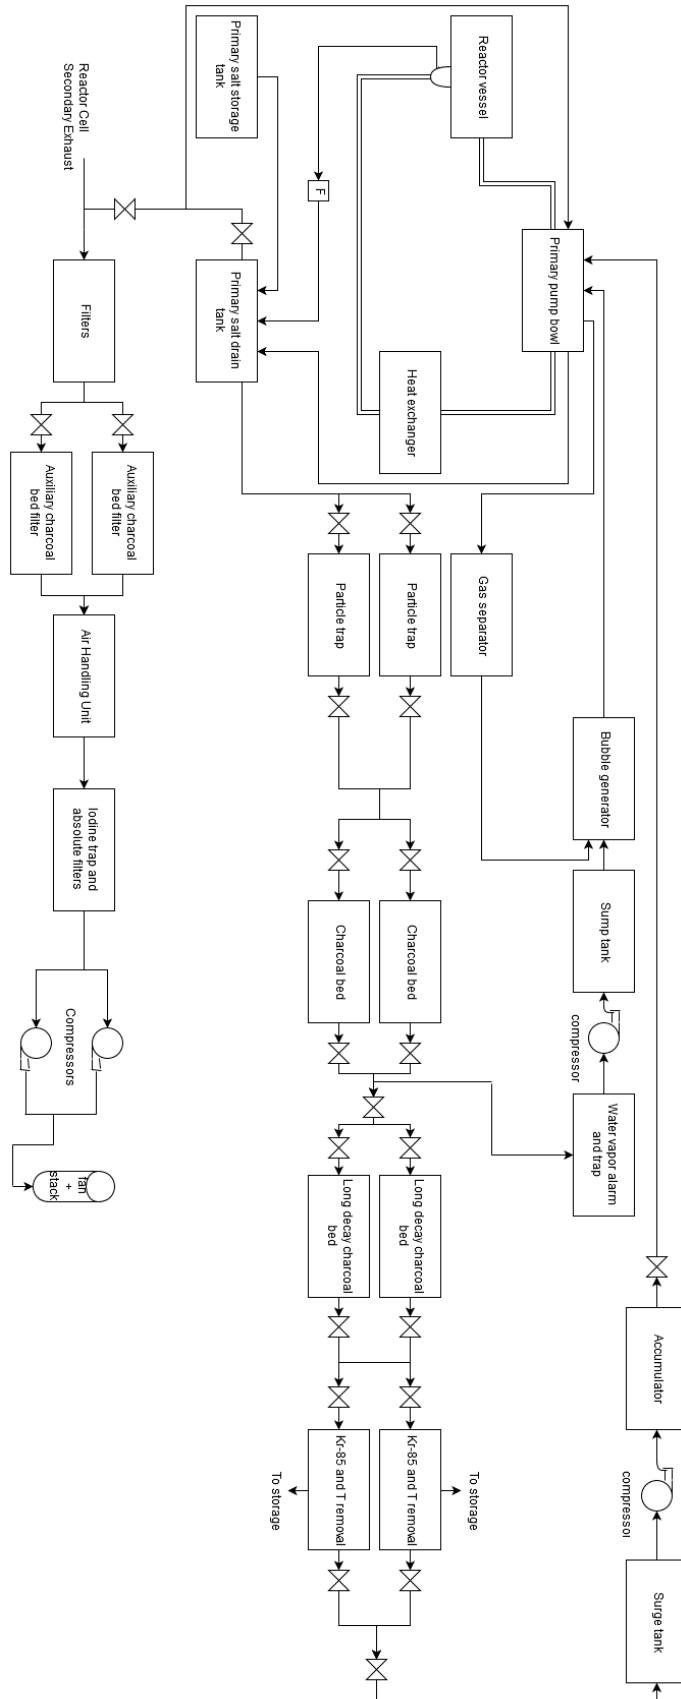 Accumulator
Surge tank
compressor
Bubble generator
Sump tank
Water vapor alarm
and trap
compressor
Primary pump bowl
Reactor vessel
Gas separator
To storage
Heat exchanger
Particle trap
Charcoal bed
Long decay charcoal
bed
Kr-85 and T removal
F
Particle trap
Charcoal bed
Long decay charcoal
bed
Kr-85 and T removal
To storage
Primary salt storage
tank
Primary salt drain
tank
Auxiliary charcoal
bed filter
Reactor Cell
Secondary Exhaust
Filters
Air Handling Unit
Iodine trap and
absolute filters
Compressors
fan
+
stack
Auxiliary charcoal
bed filter